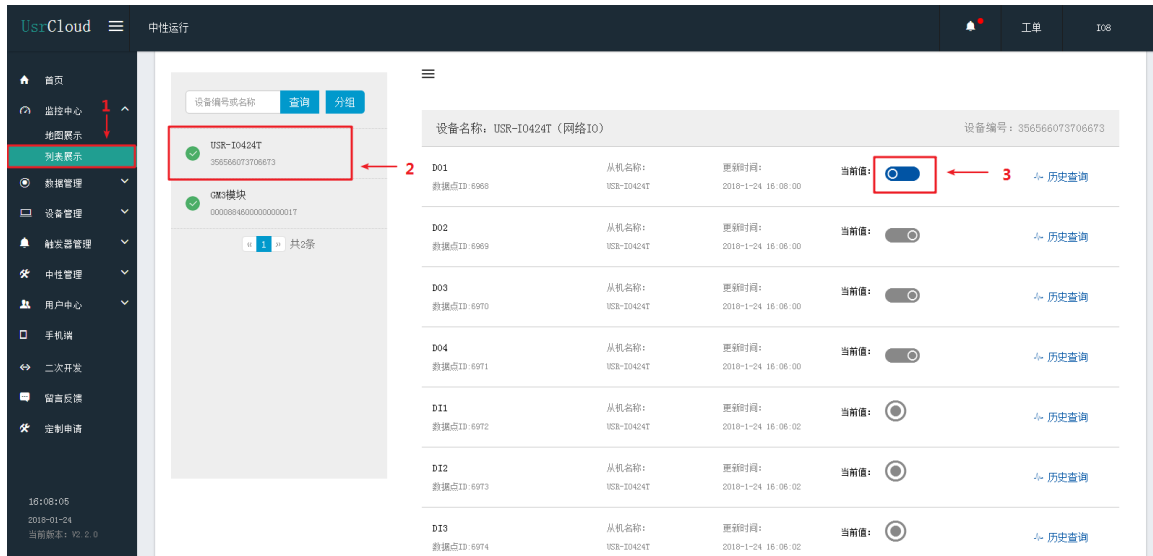 UsrCloud 中性运行 工单 IO8
首页
监控中心 1
地图展示
列表展示
数据管理
设备管理
触发器管理
中性管理
用户中心
手机端
二次开发
留言反馈
定制申请
16:08:05
2018-01-24
当前版本: V2.2.0
设备编号或名称 查询 分组
USR-IO424T
356566073706673
2
GM3模块
00008846000000000017
« 1 » 共2条
设备名称: USR-IO424T (网络IO) 设备编号: 356566073706673
DO1 从机名称: 更新时间: 当前值: 3 历史查询
数据点ID:6968 USR-IO424T 2018-1-24 16:08:00
DO2 从机名称: 更新时间: 当前值: 历史查询
数据点ID:6969 USR-IO424T 2018-1-24 16:06:00
DO3 从机名称: 更新时间: 当前值: 历史查询
数据点ID:6970 USR-IO424T 2018-1-24 16:06:00
DO4 从机名称: 更新时间: 当前值: 历史查询
数据点ID:6971 USR-IO424T 2018-1-24 16:06:00
DI1 从机名称: 更新时间: 当前值: 历史查询
数据点ID:6972 USR-IO424T 2018-1-24 16:06:02
DI2 从机名称: 更新时间: 当前值: 历史查询
数据点ID:6973 USR-IO424T 2018-1-24 16:06:02
DI3 从机名称: 更新时间: 当前值: 历史查询
数据点ID:6974 USR-IO424T 2018-1-24 16:06:02